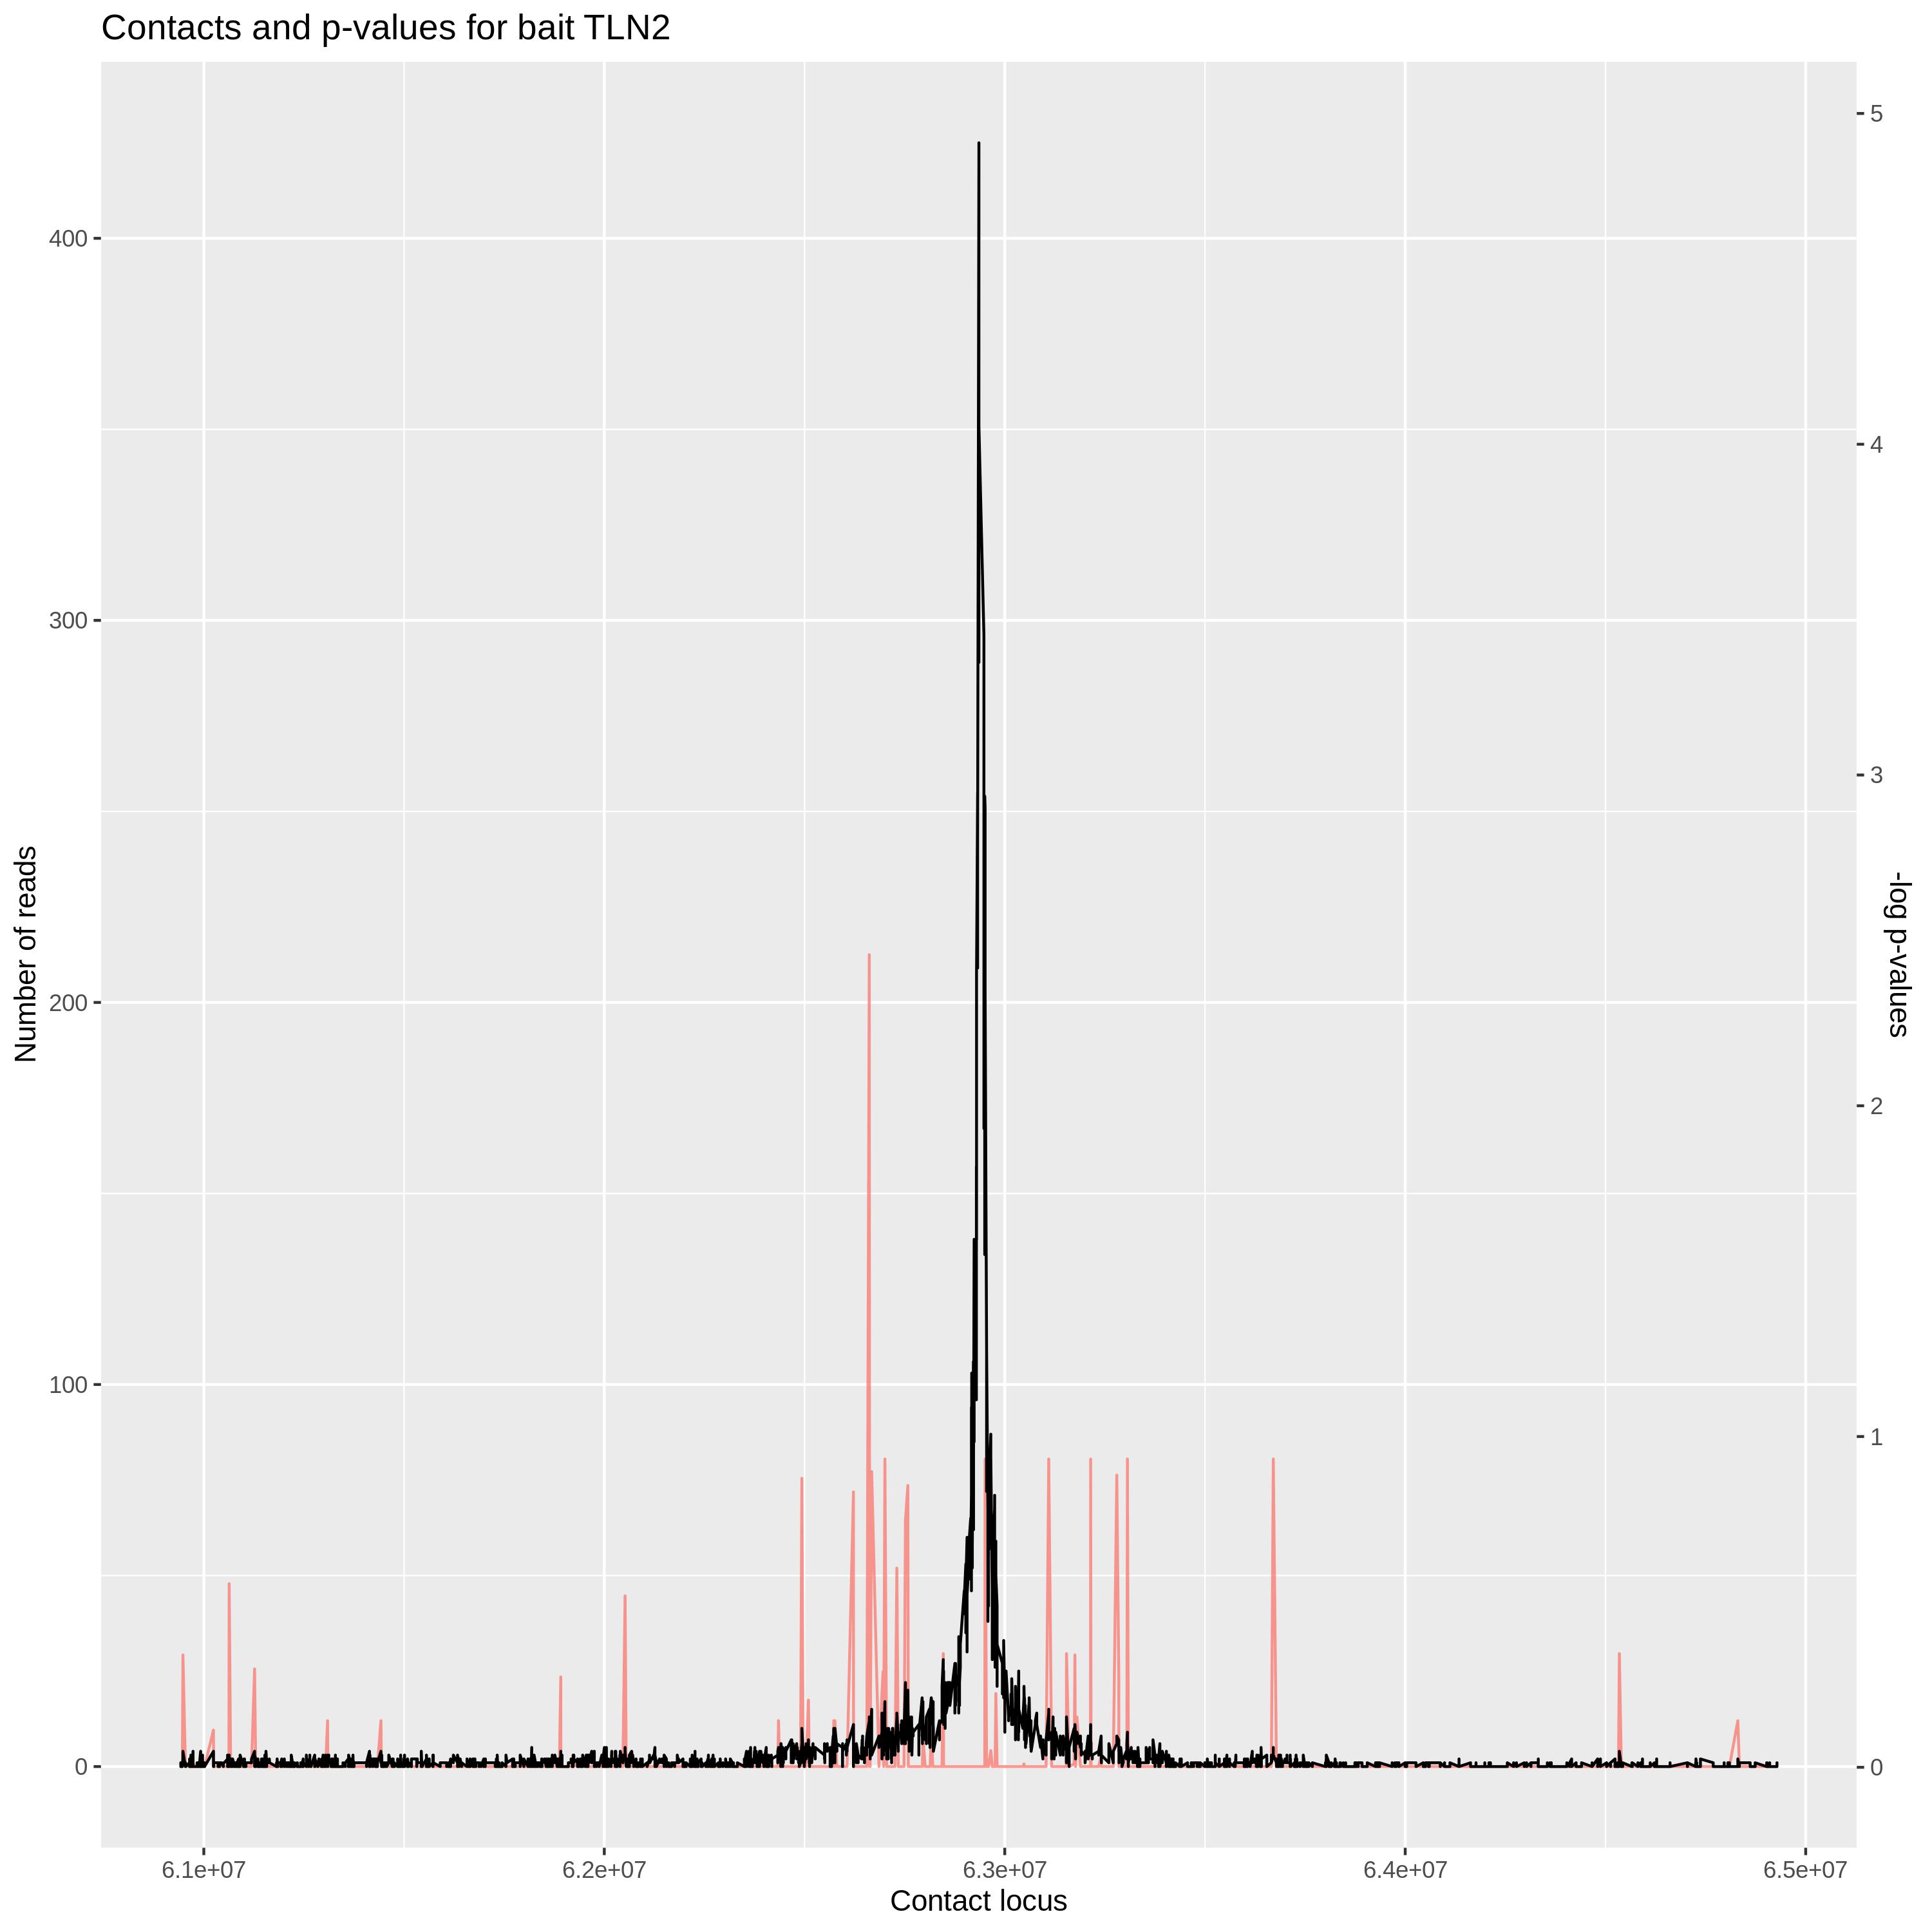 Contacts and p-values for bait TLN2
Number of reads
400
300
200
100
0
5
4
3
2
1
0
-log p-values
6.1e+07
6.2e+07
6.3e+07
6.4e+07
6.5e+07
Contact locus